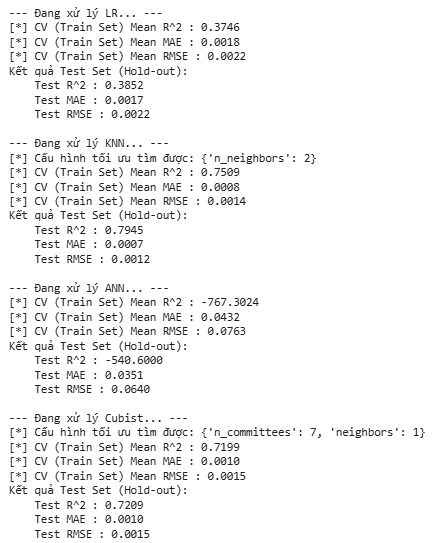 --- Đang xử lý LR... ---
[*] CV (Train Set) Mean R^2 : 0.3746
[*] CV (Train Set) Mean MAE : 0.0018
[*] CV (Train Set) Mean RMSE : 0.0022
Kết quả Test Set (Hold-out):
    Test R^2 : 0.3852
    Test MAE : 0.0017
    Test RMSE : 0.0022

--- Đang xử lý KNN... ---
[*] Cấu hình tối ưu tìm được: {'n_neighbors': 2}
[*] CV (Train Set) Mean R^2 : 0.7509
[*] CV (Train Set) Mean MAE : 0.0008
[*] CV (Train Set) Mean RMSE : 0.0014
Kết quả Test Set (Hold-out):
    Test R^2 : 0.7945
    Test MAE : 0.0007
    Test RMSE : 0.0012

--- Đang xử lý ANN... ---
[*] CV (Train Set) Mean R^2 : -767.3024
[*] CV (Train Set) Mean MAE : 0.0432
[*] CV (Train Set) Mean RMSE : 0.0763
Kết quả Test Set (Hold-out):
    Test R^2 : -540.6000
    Test MAE : 0.0351
    Test RMSE : 0.0640

--- Đang xử lý Cubist... ---
[*] Cấu hình tối ưu tìm được: {'n_committees': 7, 'neighbors': 1}
[*] CV (Train Set) Mean R^2 : 0.7199
[*] CV (Train Set) Mean MAE : 0.0010
[*] CV (Train Set) Mean RMSE : 0.0015
Kết quả Test Set (Hold-out):
    Test R^2 : 0.7209
    Test MAE : 0.0010
    Test RMSE : 0.0015